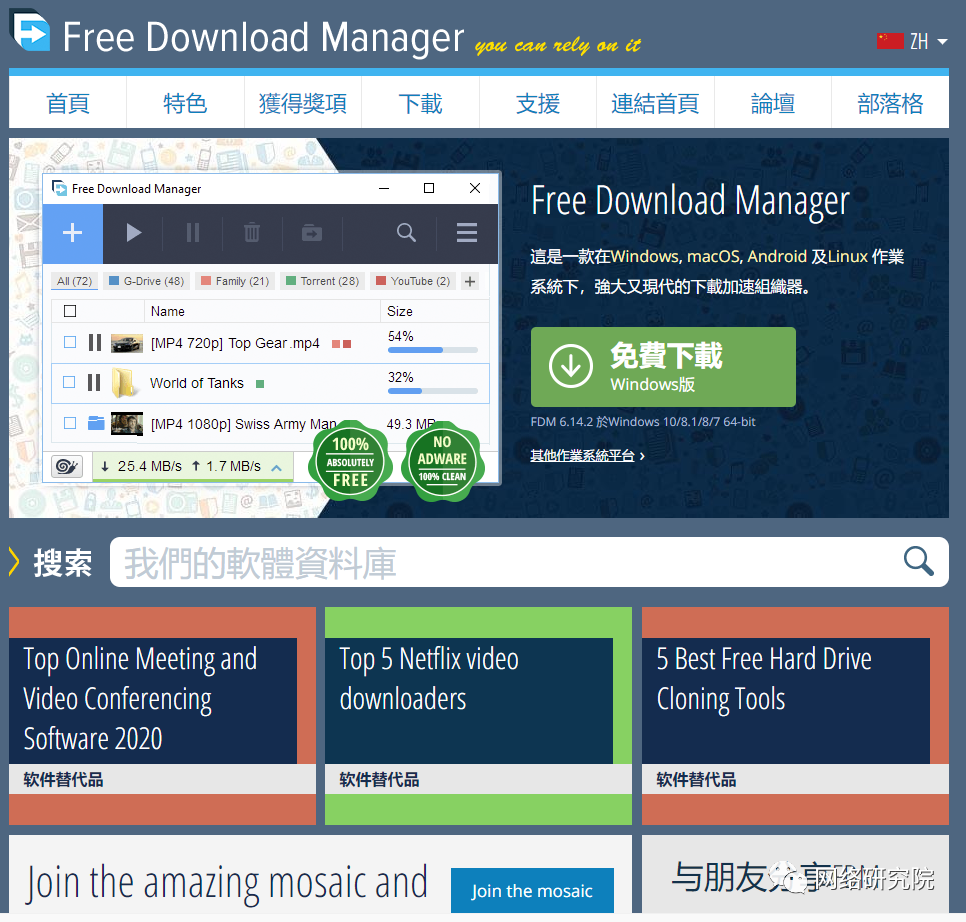 Free Download Manager you can rely on it
ZH
首頁 特色 獲得獎項 下載 支援 連結首頁 論壇 部落格
Free Download Manager
All (72) G-Drive (48) Family (21) Torrent (28) YouTube (2)
Name Size
[MP4 720p] Top Gear.mp4 54%
World of Tanks 32%
[MP4 1080p] Swiss Army Man 49.3 MB
25.4 MB/s 1.7 MB/s
100%
ABSOLUTELY
FREE
NO
ADWARE
100% CLEAN
Free Download Manager
這是一款在Windows, macOS, Android 及Linux 作業
系統下，強大又現代的下載加速組織器。
免費下載
Windows版
FDM 6.14.2 於Windows 10/8.1/8/7 64-bit
其他作業系統平台 ›
搜索 我們的軟體資料庫
Top Online Meeting and
Video Conferencing
Software 2020
软件替代品
Top 5 Netflix video
downloaders
软件替代品
5 Best Free Hard Drive
Cloning Tools
软件替代品
Join the amazing mosaic and
Join the mosaic
与朋友分享
网络研究院